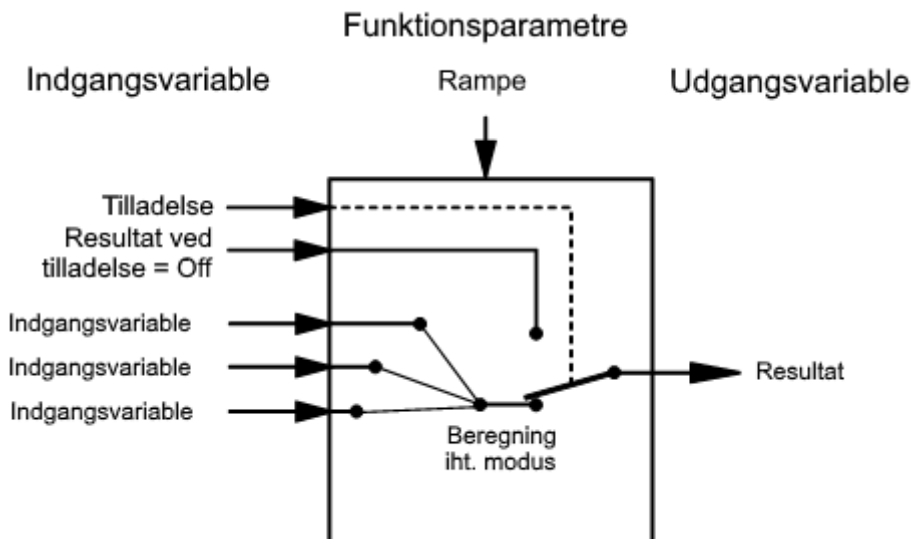 Funktionsparametre
Indgangsvariable
Rampe
Udgangsvariable
Tilladelse
Resultat ved
tilladelse = Off
Indgangsvariable
Indgangsvariable
Indgangsvariable
Resultat
Beregning
iht. modus